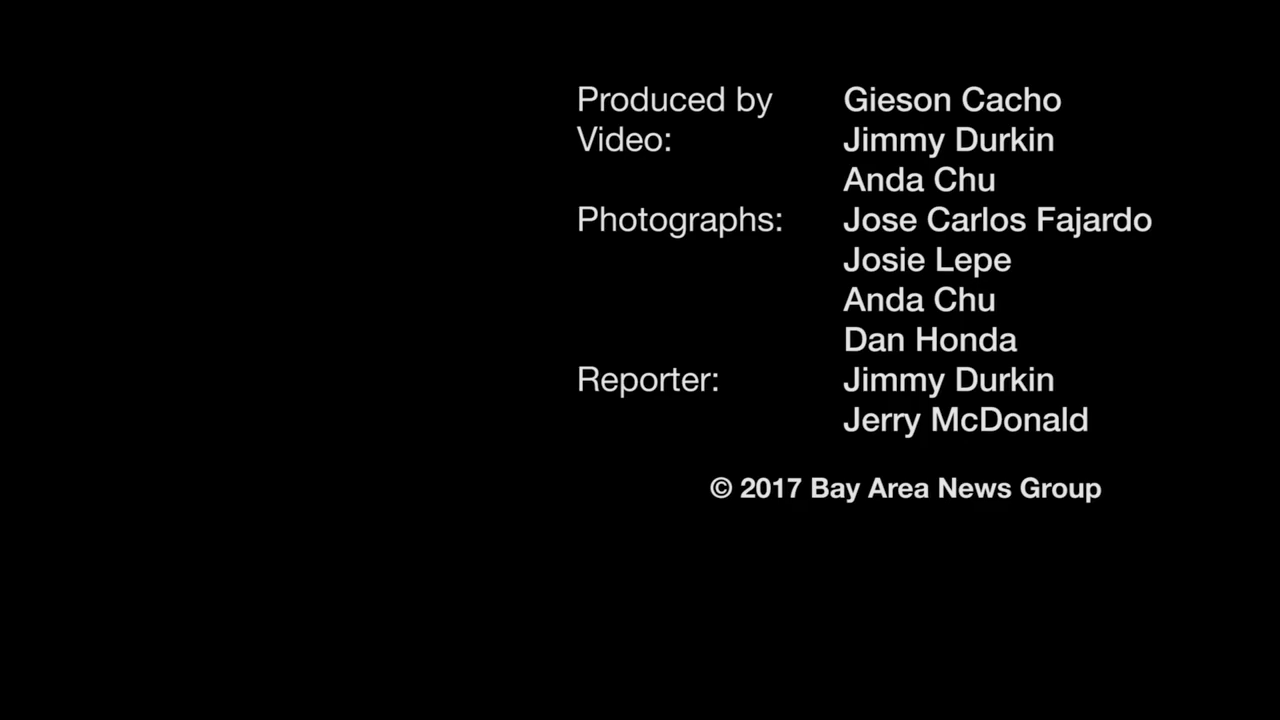 Produced by Gieson Cacho
Video: Jimmy Durkin
Anda Chu
Photographs: Jose Carlos Fajardo
Josie Lepe
Anda Chu
Dan Honda
Reporter: Jimmy Durkin
Jerry McDonald
© 2017 Bay Area News Group